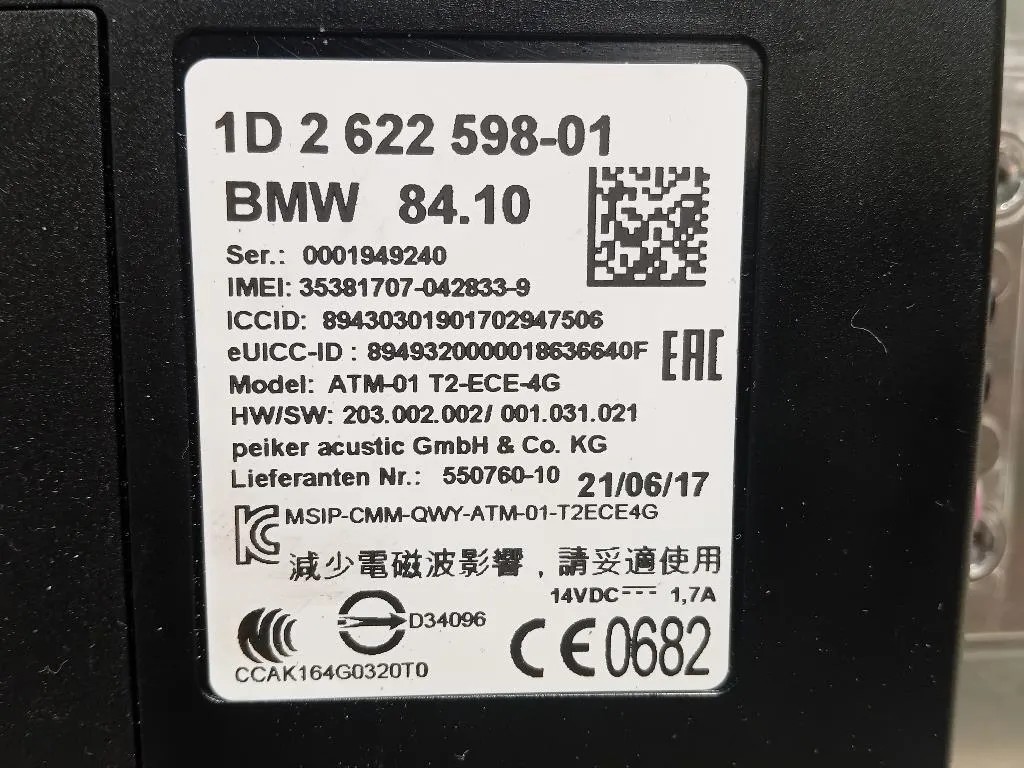 1D 2 622 598-01
BMW 84.10
Ser.: 0001949240
IMEI: 35381707-042833-9
ICCID: 89430301901702947506
eUICC-ID : 8949320000018636640F
EAC
Model: ATM-01 T2-ECE-4G
HW/SW: 203.002.002/ 001.031.021
peiker acustic GmbH & Co. KG
Lieferanten Nr.: 550760-10 21/06/17
MSIP-CMM-QWY-ATM-01-T2ECE4G
減少電磁波影響，請妥適使用
14VDC 1,7A
D34096
CE0682
CCAK164G0320T0